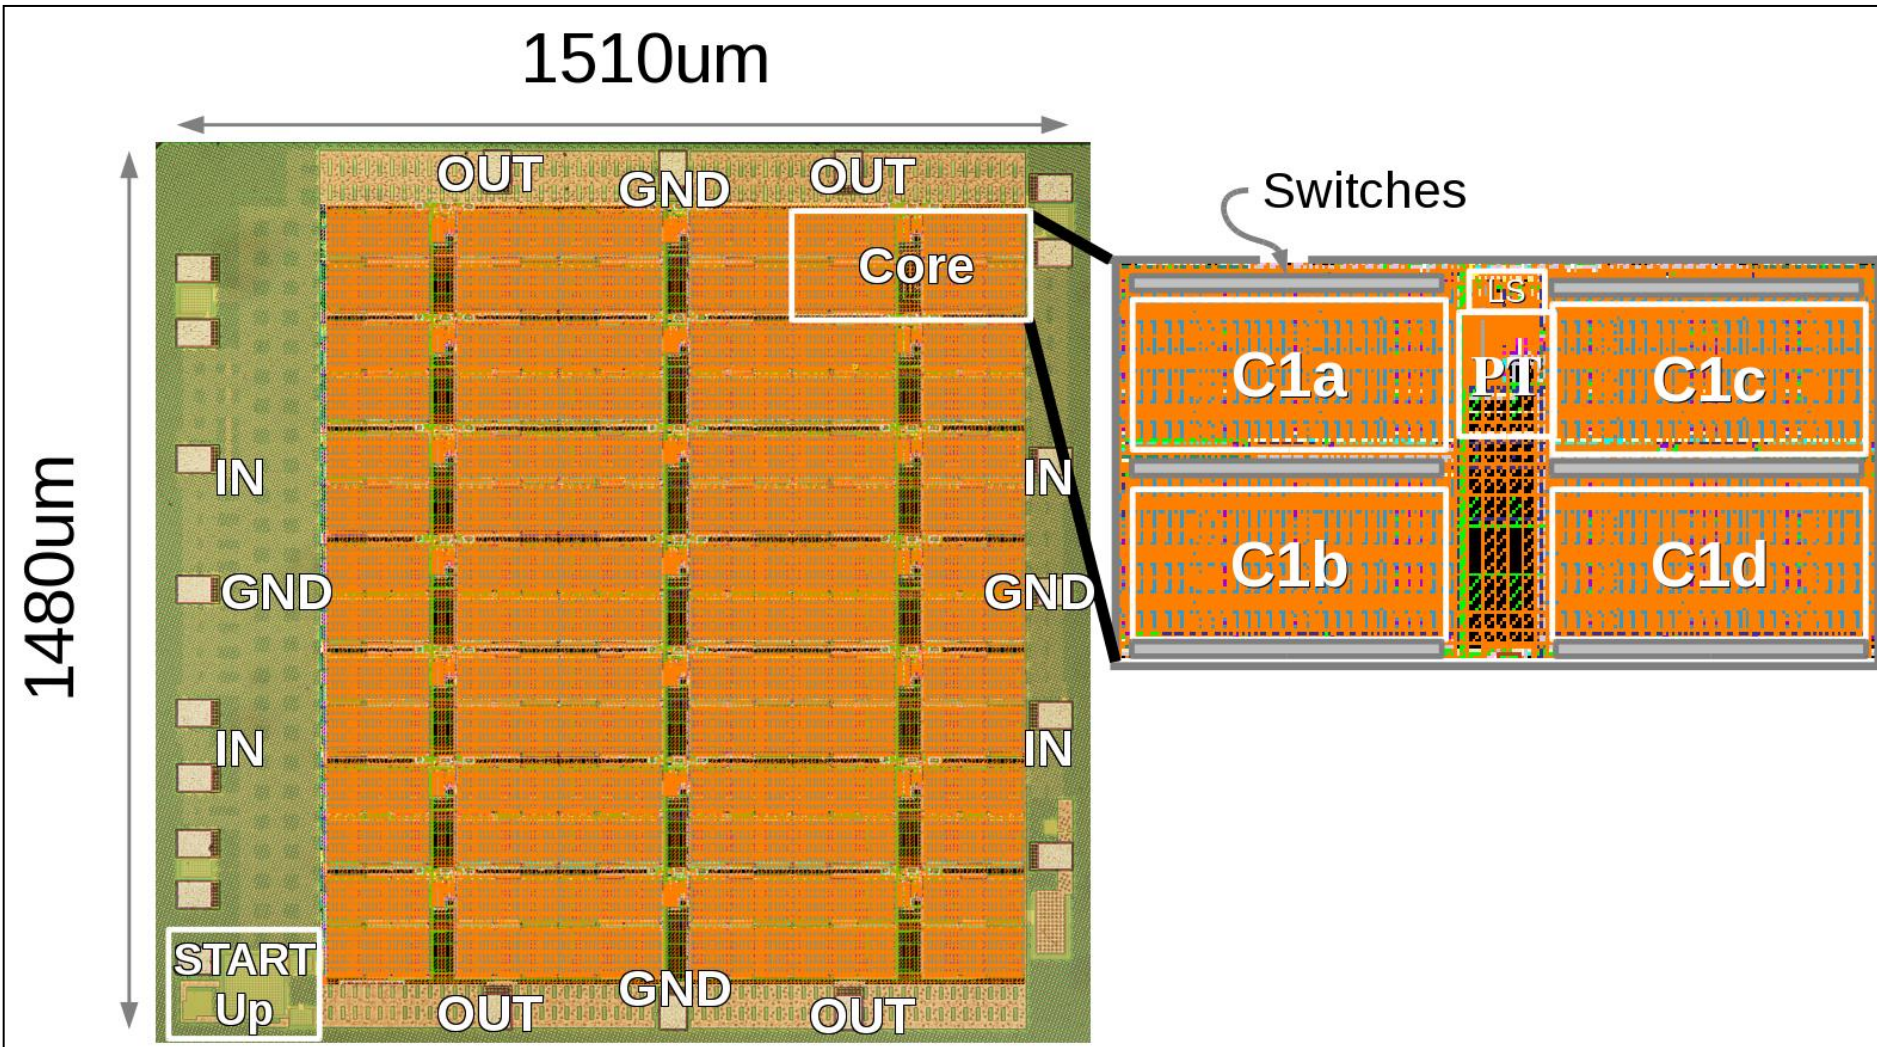 1510um
1480um
OUT
GND
OUT
Core
IN
IN
GND
GND
IN
IN
START
Up
OUT
GND
OUT
Switches
LS
C1a
PT
C1c
C1b
C1d